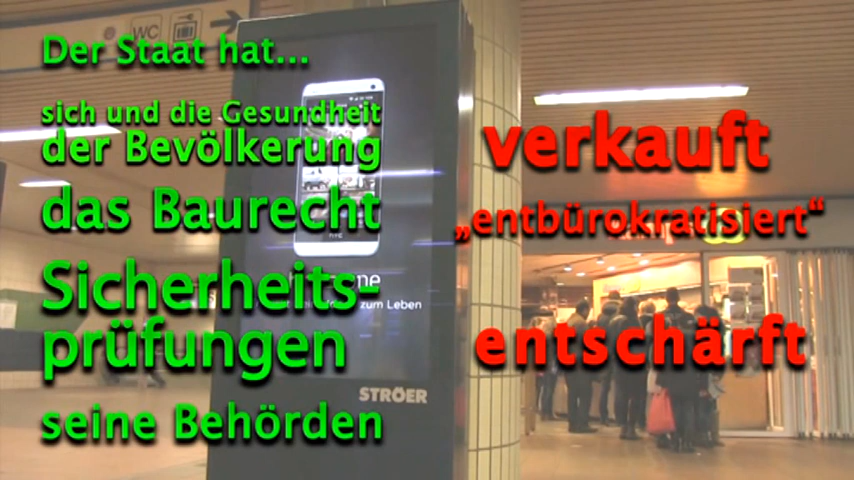 WC
Der Staat hat...
sich und die Gesundheit
der Bevölkerung
verkauft
das Baurecht
„entbürokratisiert“
Sicherheits-
prüfungen
entschärft
seine Behörden
zum Leben
STRÖER